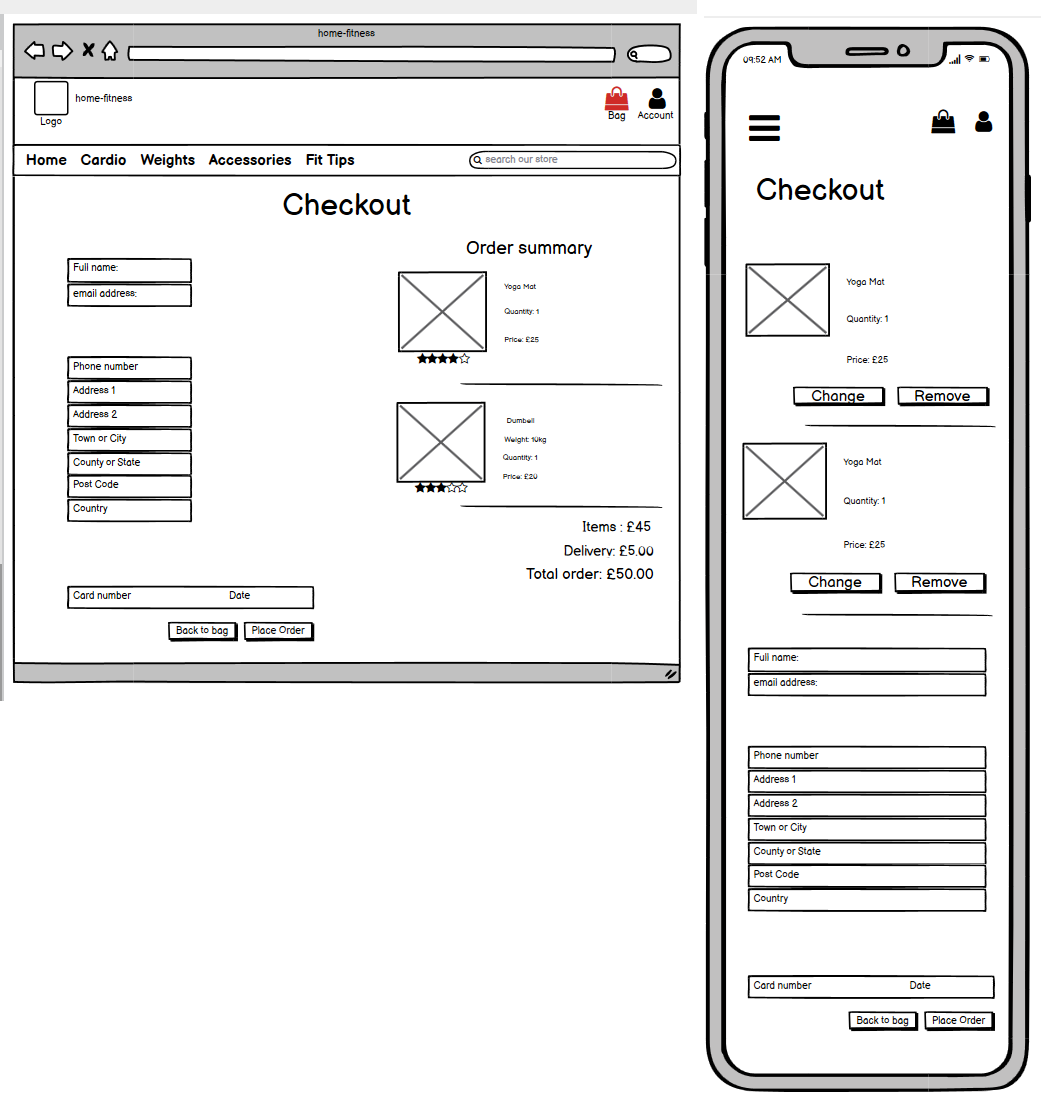 home-fitness
home-fitness
Logo
Bag
Account
Home Cardio Weights Accessories Fit Tips
search our store
Checkout
Full name:
email address:
Phone number
Address 1
Address 2
Town or City
County or State
Post Code
Country
Card number Date
Back to bag
Place Order
Order summary
Yoga Mat
Quantity: 1
Price: £25
Dumbell
Weight: 10kg
Quantity: 1
Price: £20
Items : £45
Delivery: £5.00
Total order: £50.00
09:52 AM
Checkout
Yoga Mat
Quantity: 1
Price: £25
Change
Remove
Yoga Mat
Quantity: 1
Price: £25
Change
Remove
Full name:
email address:
Phone number
Address 1
Address 2
Town or City
County or State
Post Code
Country
Card number Date
Back to bag
Place Order